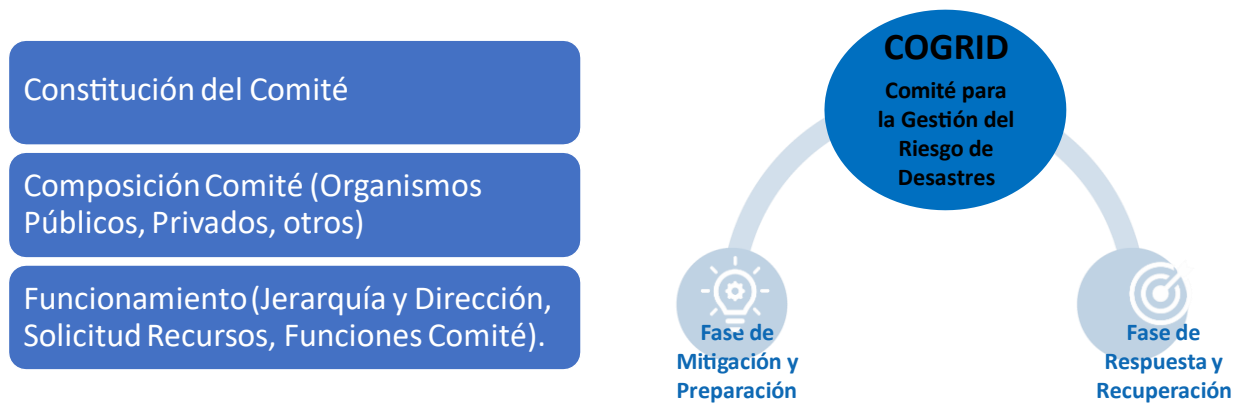 Constitución del Comité
Composición Comité (Organismos
Públicos, Privados, otros)
Funcionamiento (Jerarquía y Dirección,
Solicitud Recursos, Funciones Comité).
COGRID
Comité para
la Gestión del
Riesgo de
Desastres
Fase de
Mitigación y
Preparación
Fase de
Respuesta y
Recuperación